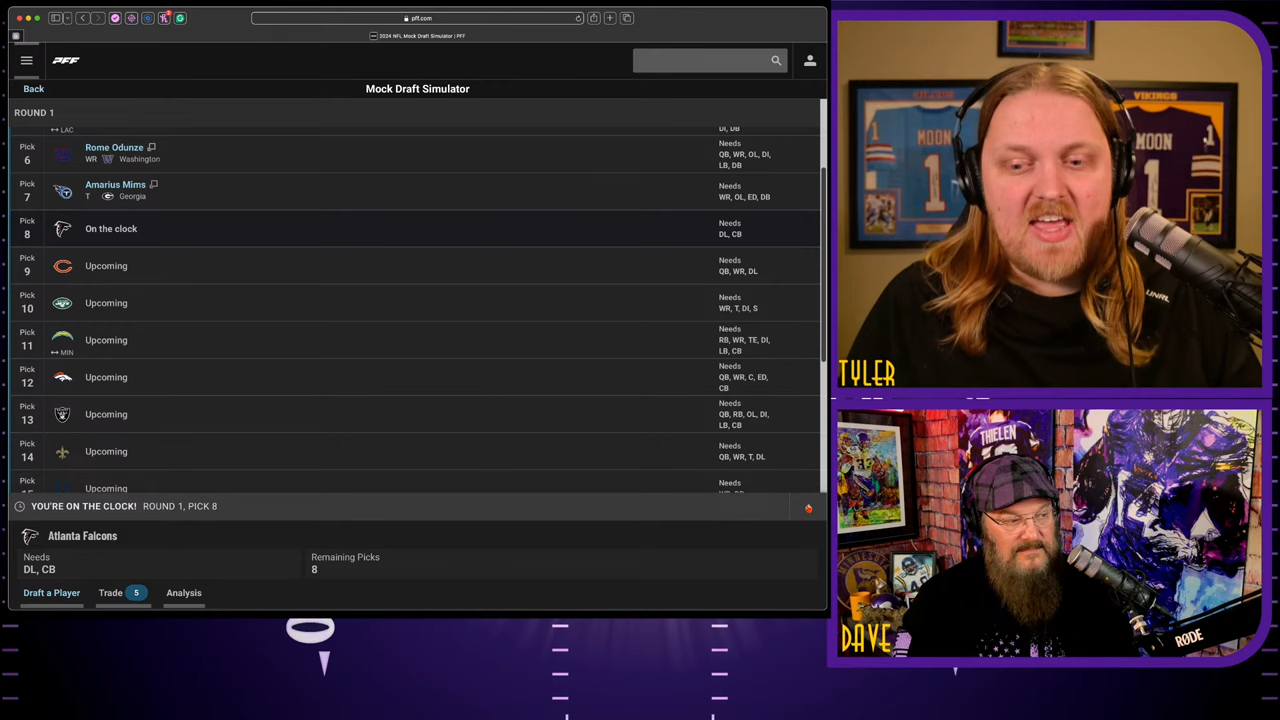 pff.com
2024 NFL Mock Draft Simulator | PFF
PFF
Back
Mock Draft Simulator
ROUND 1
LAC
DI, DB
Pick 6
Rome Odunze
WR Washington
Needs
QB, WR, OL, DI,
LB, DB
Pick 7
Amarius Mims
T Georgia
Needs
WR, OL, ED, DB
Pick 8
On the clock
Needs
DL, CB
Pick 9
Upcoming
Needs
QB, WR, DL
Pick 10
Upcoming
Needs
WR, T, DI, S
Pick 11
MIN
Upcoming
Needs
RB, WR, TE, DI,
LB, CB
Pick 12
Upcoming
Needs
QB, WR, C, ED,
CB
Pick 13
Upcoming
Needs
QB, RB, OL, DI,
LB, CB
Pick 14
Upcoming
Needs
QB, WR, T, DL
Upcoming
YOU'RE ON THE CLOCK! ROUND 1, PICK 8
Atlanta Falcons
Needs
DL, CB
Remaining Picks
8
Draft a Player
Trade 5
Analysis
VIKINGS
MOON
1
MOON
1
UNRL
TYLER
THIELEN
MINNESOTA
RØDE
DAVE